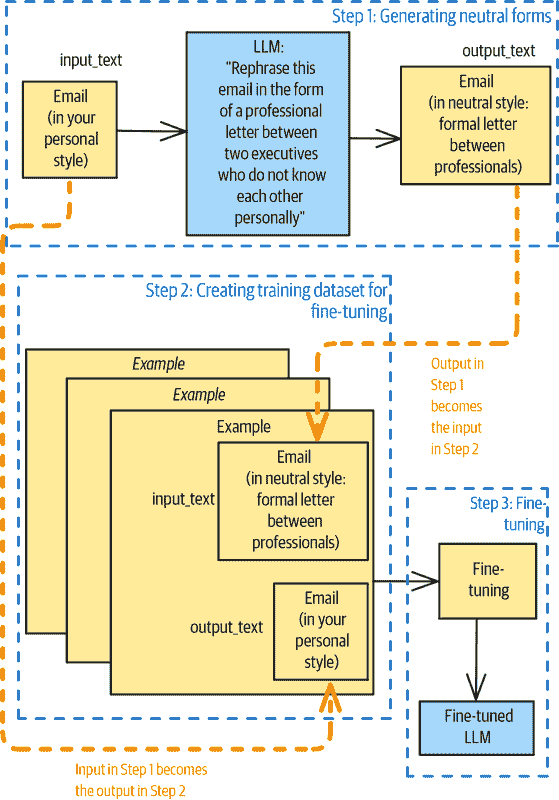 Step 1: Generating neutral forms
input_text
Email
(in your
personal
style)
LLM:
"Rephrase this
email in the form
of a professional
letter between
two executives
who do not know
each other
personally"
output_text
Email
(in neutral style:
formal letter
between
professionals)
Step 2: Creating training dataset for
fine-tuning
Example
Example
Example
input_text
Email
(in neutral style:
formal letter
between
professionals)
output_text
Email
(in your
personal
style)
Output in
Step 1
becomes
the input
in Step 2
Step 3: Fine-
tuning
Fine-
tuning
Fine-tuned
LLM
Input in Step 1 becomes
the output in Step 2